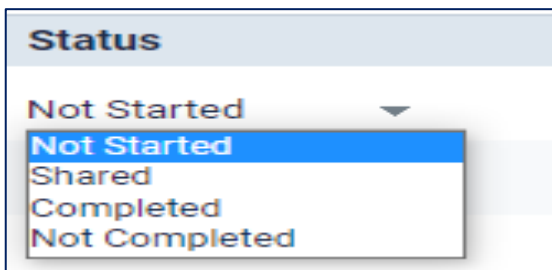 Status
Not Started
Not Started
Shared
Completed
Not Completed